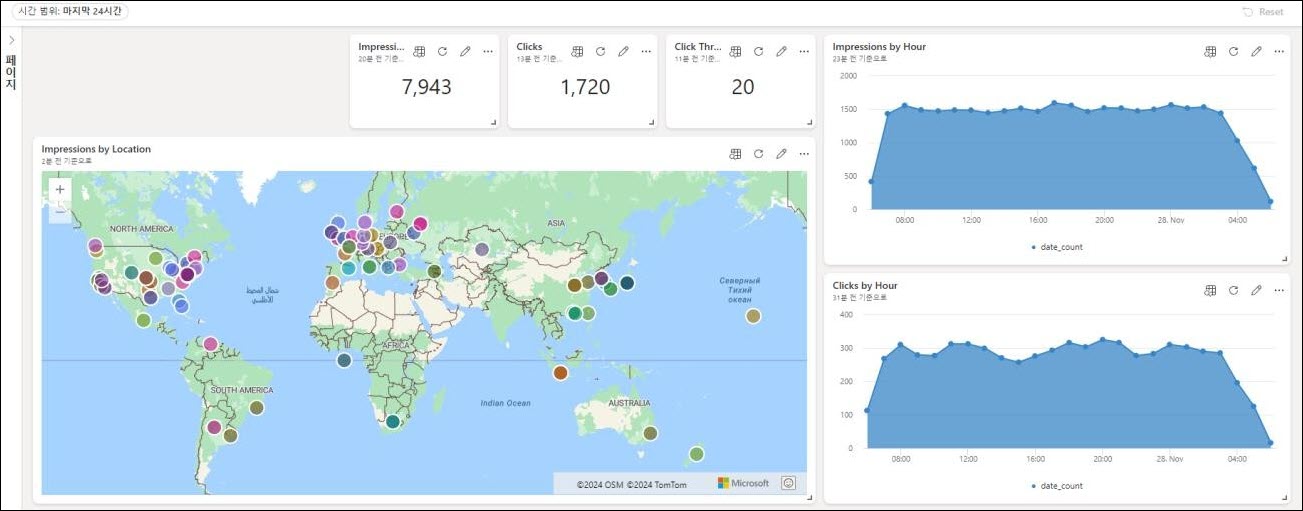 시간 범위: 마지막 24시간
Reset
페이지
Impressi...
20분 전 기준...
7,943
Clicks
13분 전 기준...
1,720
Click Thr...
11분 전 기준...
20
Impressions by Hour
23분 전 기준으로
2000
1500
1000
500
0
08:00
12:00
16:00
20:00
28. Nov
04:00
date_count
Impressions by Location
2분 전 기준으로
NORTH AMERICA
EUROPE
ASIA
شمال المحيط
الأطلسي
Северный
Тихий
океан
AFRICA
SOUTH AMERICA
Indian Ocean
AUSTRALIA
©2024 OSM ©2024 TomTom
Microsoft
Clicks by Hour
31분 전 기준으로
400
300
200
100
0
08:00
12:00
16:00
20:00
28. Nov
04:00
date_count